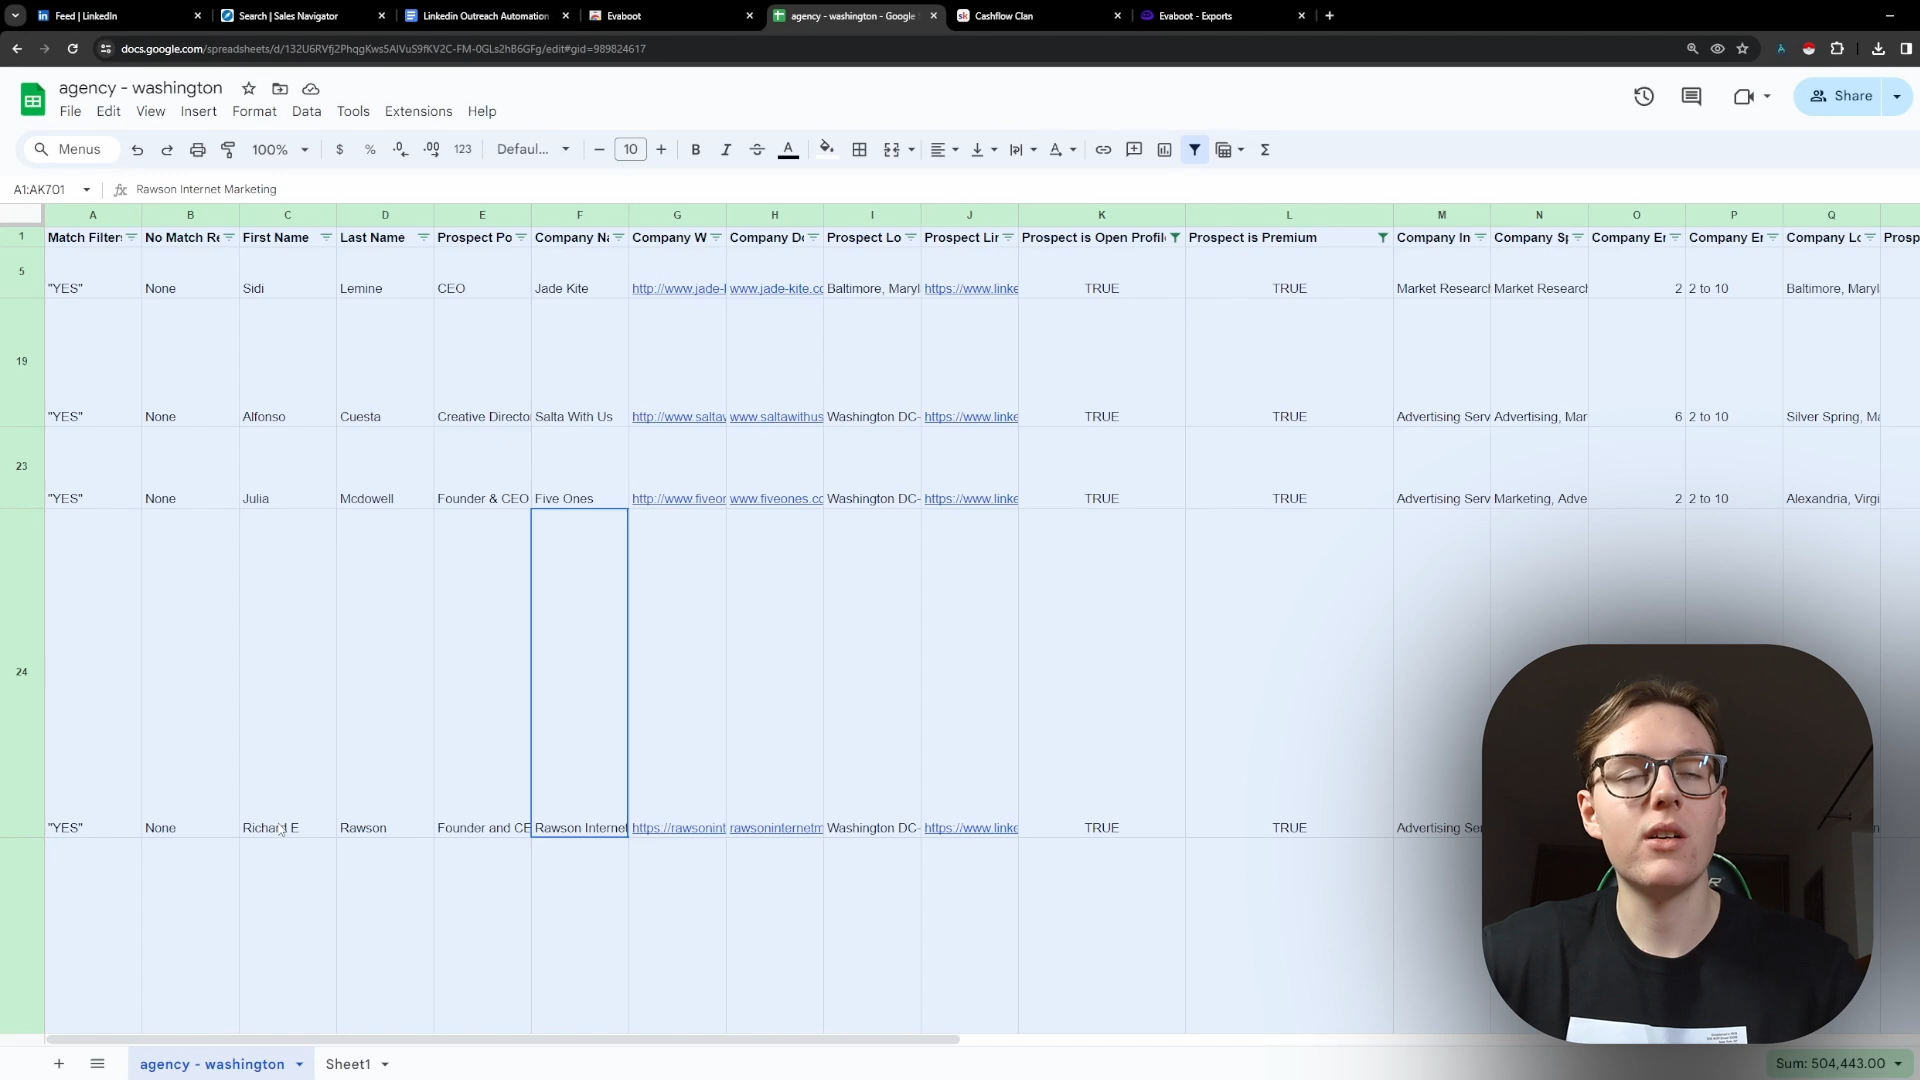 Feed | LinkedIn
Search | Sales Navigator
Linkedin Outreach Automation
Evaboot
agency - washington - Google
Cashflow Clan
Evaboot - Exports
docs.google.com/spreadsheets/d/132U6RVfj2PhqgKws5AlVuS9fKV2C-FM-0GLs2hB6GFg/edit#gid=989824617
agency - washington
File Edit View Insert Format Data Tools Extensions Help
Share
Menus 100% $ % .0 .00 123 Defaul... 10 B I A Σ
A1:AK701 fx Rawson Internet Marketing
A B C D E F G H I J K L M N O P Q
1 Match Filter No Match Re First Name Last Name Prospect Po Company Na Company W Company Do Prospect Lo Prospect Lin Prospect is Open Profil Prospect is Premium Company In Company Sp Company Er Company Er Company Lo Prosp
5 "YES" None Sidi Lemine CEO Jade Kite http://www.jade- www.jade-kite.co Baltimore, Maryl https://www.linke TRUE TRUE Market Research Market Research 2 2 to 10 Baltimore, Maryl
19 "YES" None Alfonso Cuesta Creative Directo Salta With Us http://www.salta www.saltawithus Washington DC- https://www.linke TRUE TRUE Advertising Serv Advertising, Mar 6 2 to 10 Silver Spring, Ma
23 "YES" None Julia Mcdowell Founder & CEO Five Ones http://www.fiveor www.fiveones.co Washington DC- https://www.linke TRUE TRUE Advertising Serv Marketing, Adve 2 2 to 10 Alexandria, Virgi
24 "YES" None Richard E Rawson Founder and CE Rawson Internet https://rawsonint rawsoninternetm Washington DC- https://www.linke TRUE TRUE Advertising Ser
agency - washington Sheet1 Sum: 504,443.00